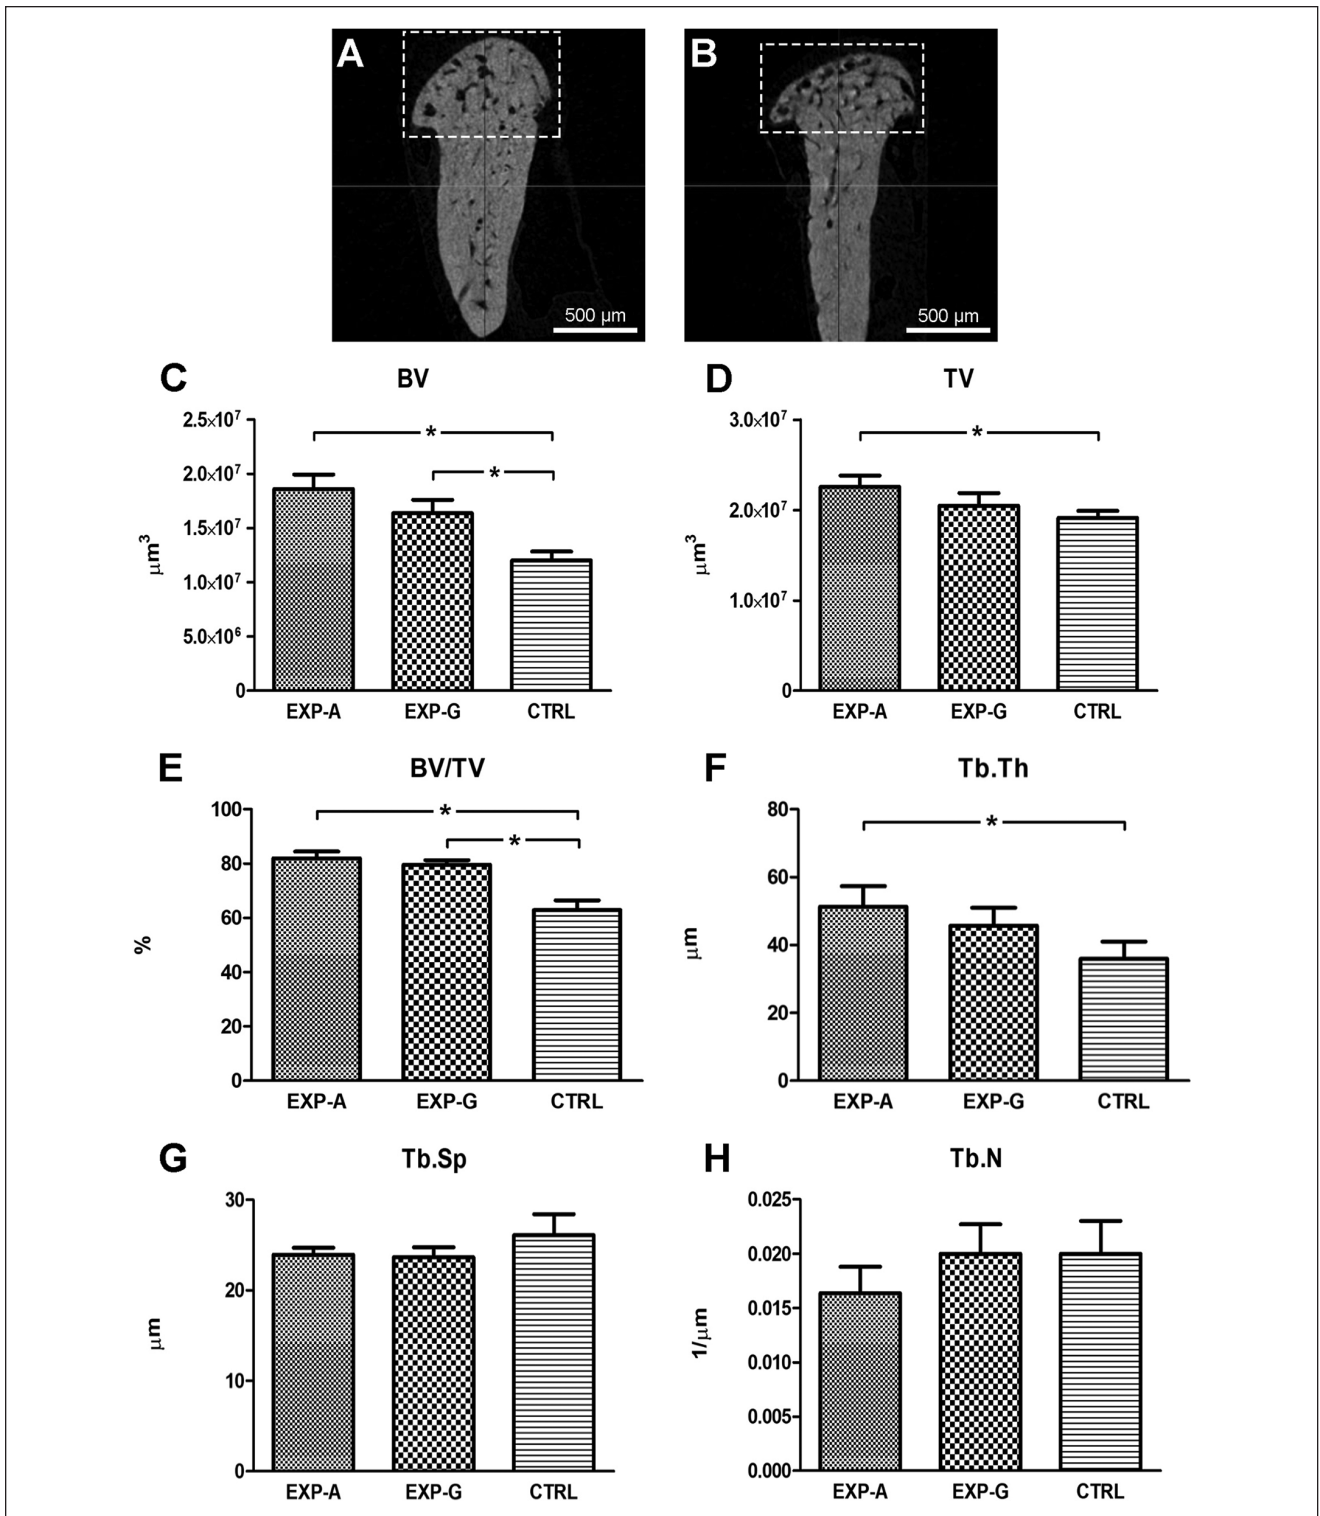 A B
500 µm 500 µm
C BV D TV
2.5×10⁷
2.0×10⁷
1.5×10⁷
1.0×10⁷
5.0×10⁶
0
µm³
*
*
EXP-A EXP-G CTRL
3.0×10⁷
2.0×10⁷
1.0×10⁷
0
µm³
*
EXP-A EXP-G CTRL
E BV/TV F Tb.Th
100
80
60
40
20
0
%
*
*
EXP-A EXP-G CTRL
80
60
40
20
0
µm
*
EXP-A EXP-G CTRL
G Tb.Sp H Tb.N
30
20
10
0
µm
EXP-A EXP-G CTRL
0.025
0.020
0.015
0.010
0.005
0.000
1/µm
EXP-A EXP-G CTRL